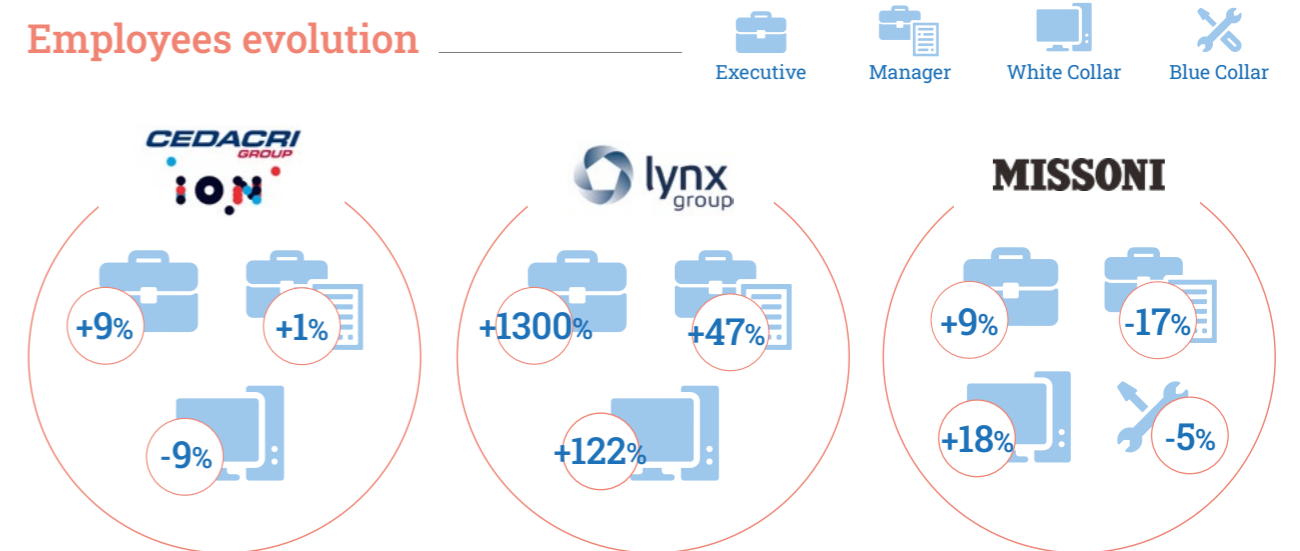 Employees evolution
Executive
Manager
White Collar
Blue Collar
CEDACRI
GROUP
iON
lynx
group
MISSONI
+9%
+1%
-9%
+1300%
+47%
+122%
+9%
-17%
+18%
-5%